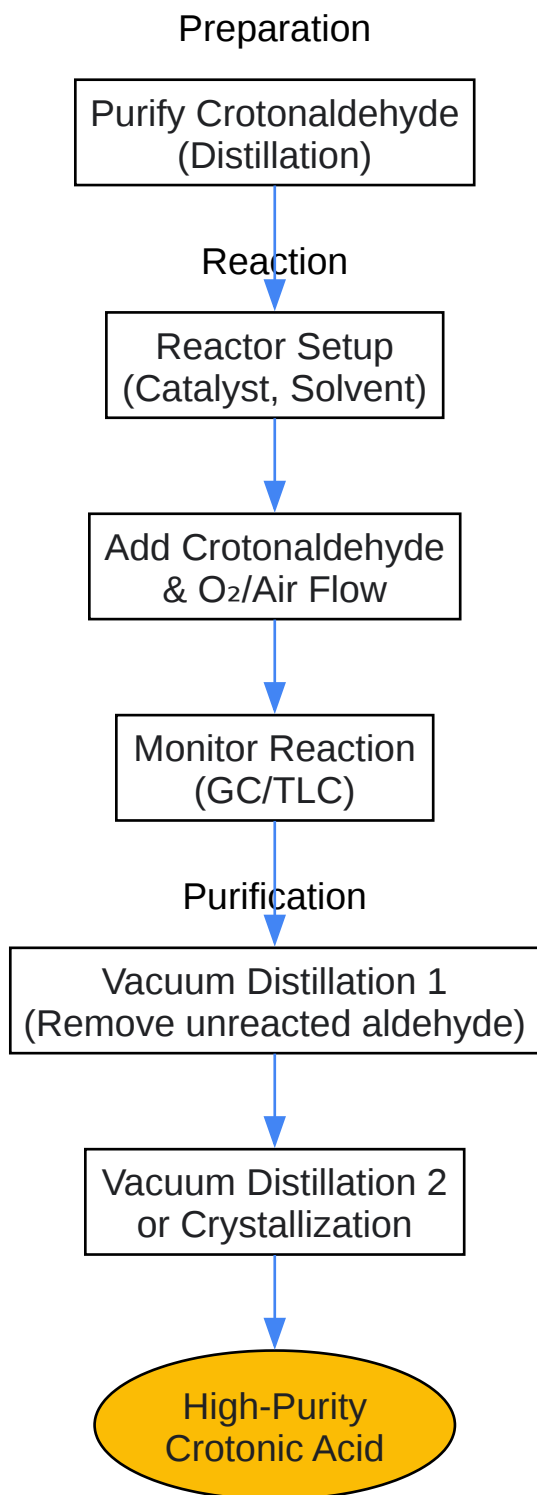 Preparation
Purify Crotonaldehyde
(Distillation)
Reaction
Reactor Setup
(Catalyst, Solvent)
Add Crotonaldehyde
& O₂/Air Flow
Monitor Reaction
(GC/TLC)
Purification
Vacuum Distillation 1
(Remove unreacted aldehyde)
Vacuum Distillation 2
or Crystallization
High-Purity
Crotonic Acid